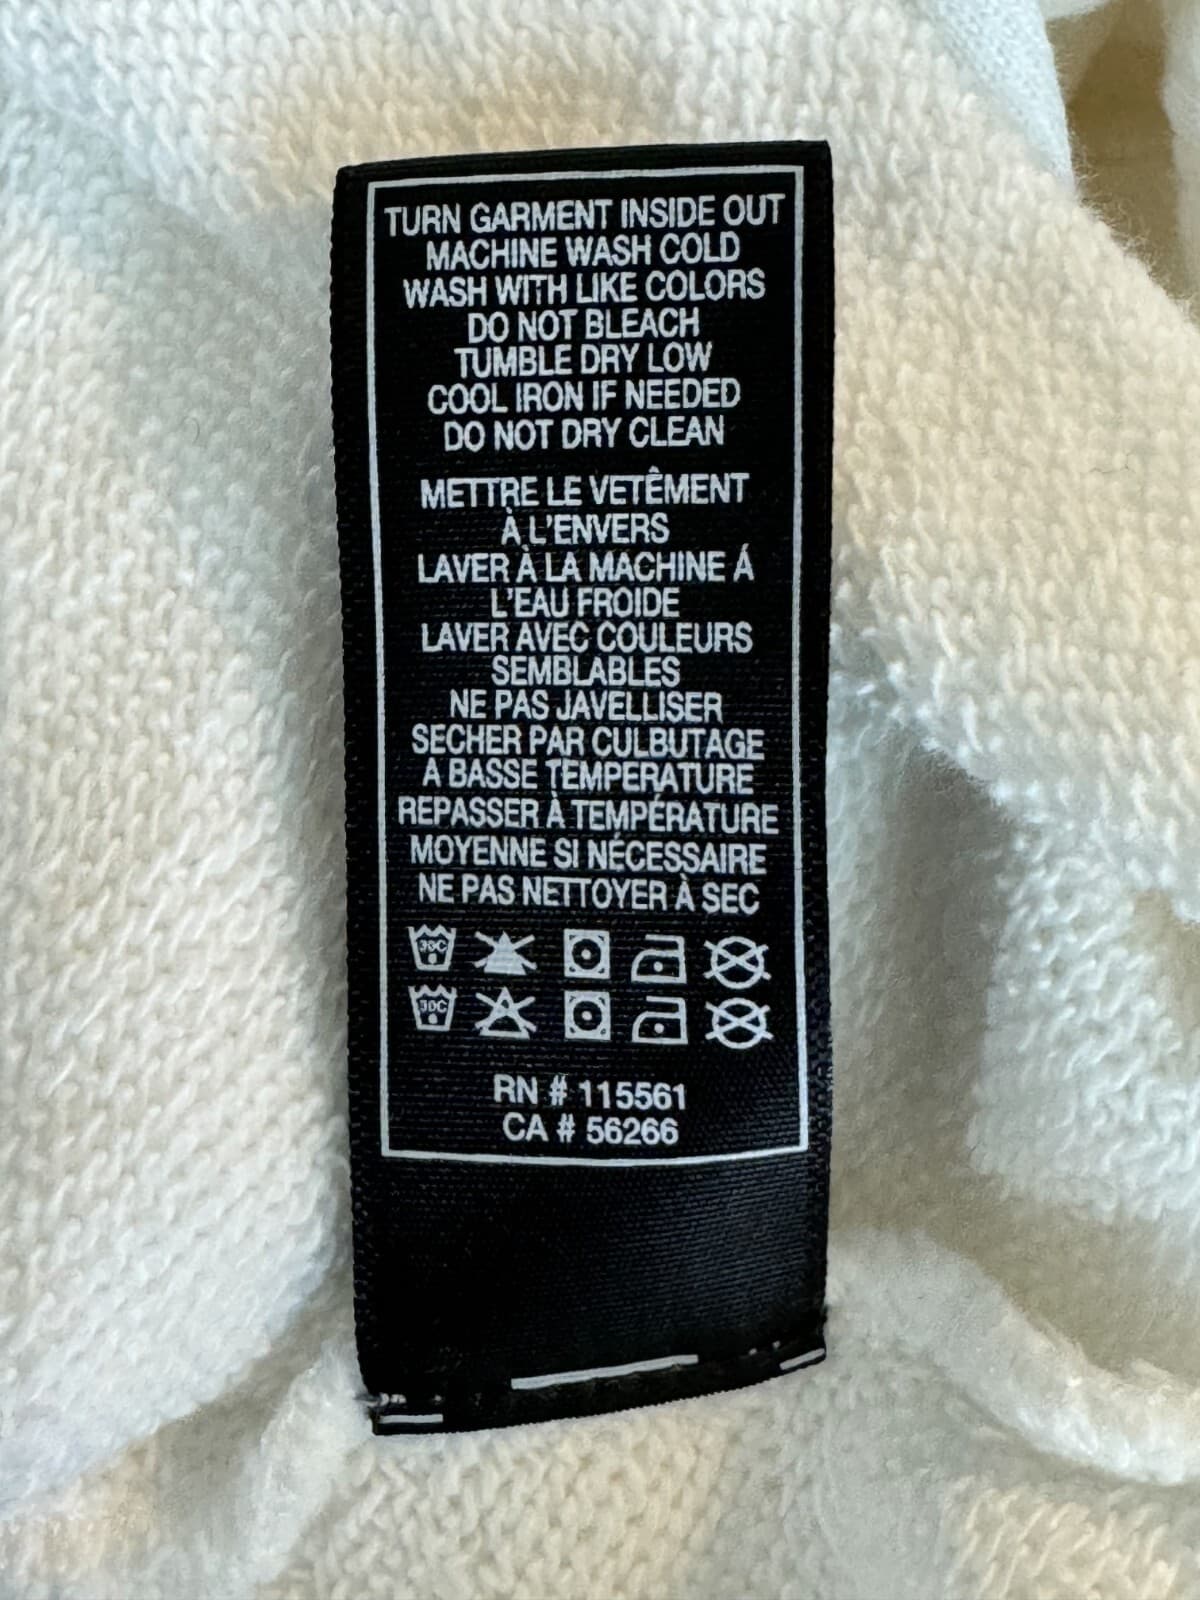 TURN GARMENT INSIDE OUT
MACHINE WASH COLD
WASH WITH LIKE COLORS
DO NOT BLEACH
TUMBLE DRY LOW
COOL IRON IF NEEDED
DO NOT DRY CLEAN
METTRE LE VETÊMENT
À L'ENVERS
LAVER À LA MACHINE Á
L'EAU FROIDE
LAVER AVEC COULEURS
SEMBLABLES
NE PAS JAVELLISER
SECHER PAR CULBUTAGE
A BASSE TEMPERATURE
REPASSER À TEMPÉRATURE
MOYENNE SI NÉCESSAIRE
NE PAS NETTOYER À SEC
30C
30C
RN # 115561
CA # 56266